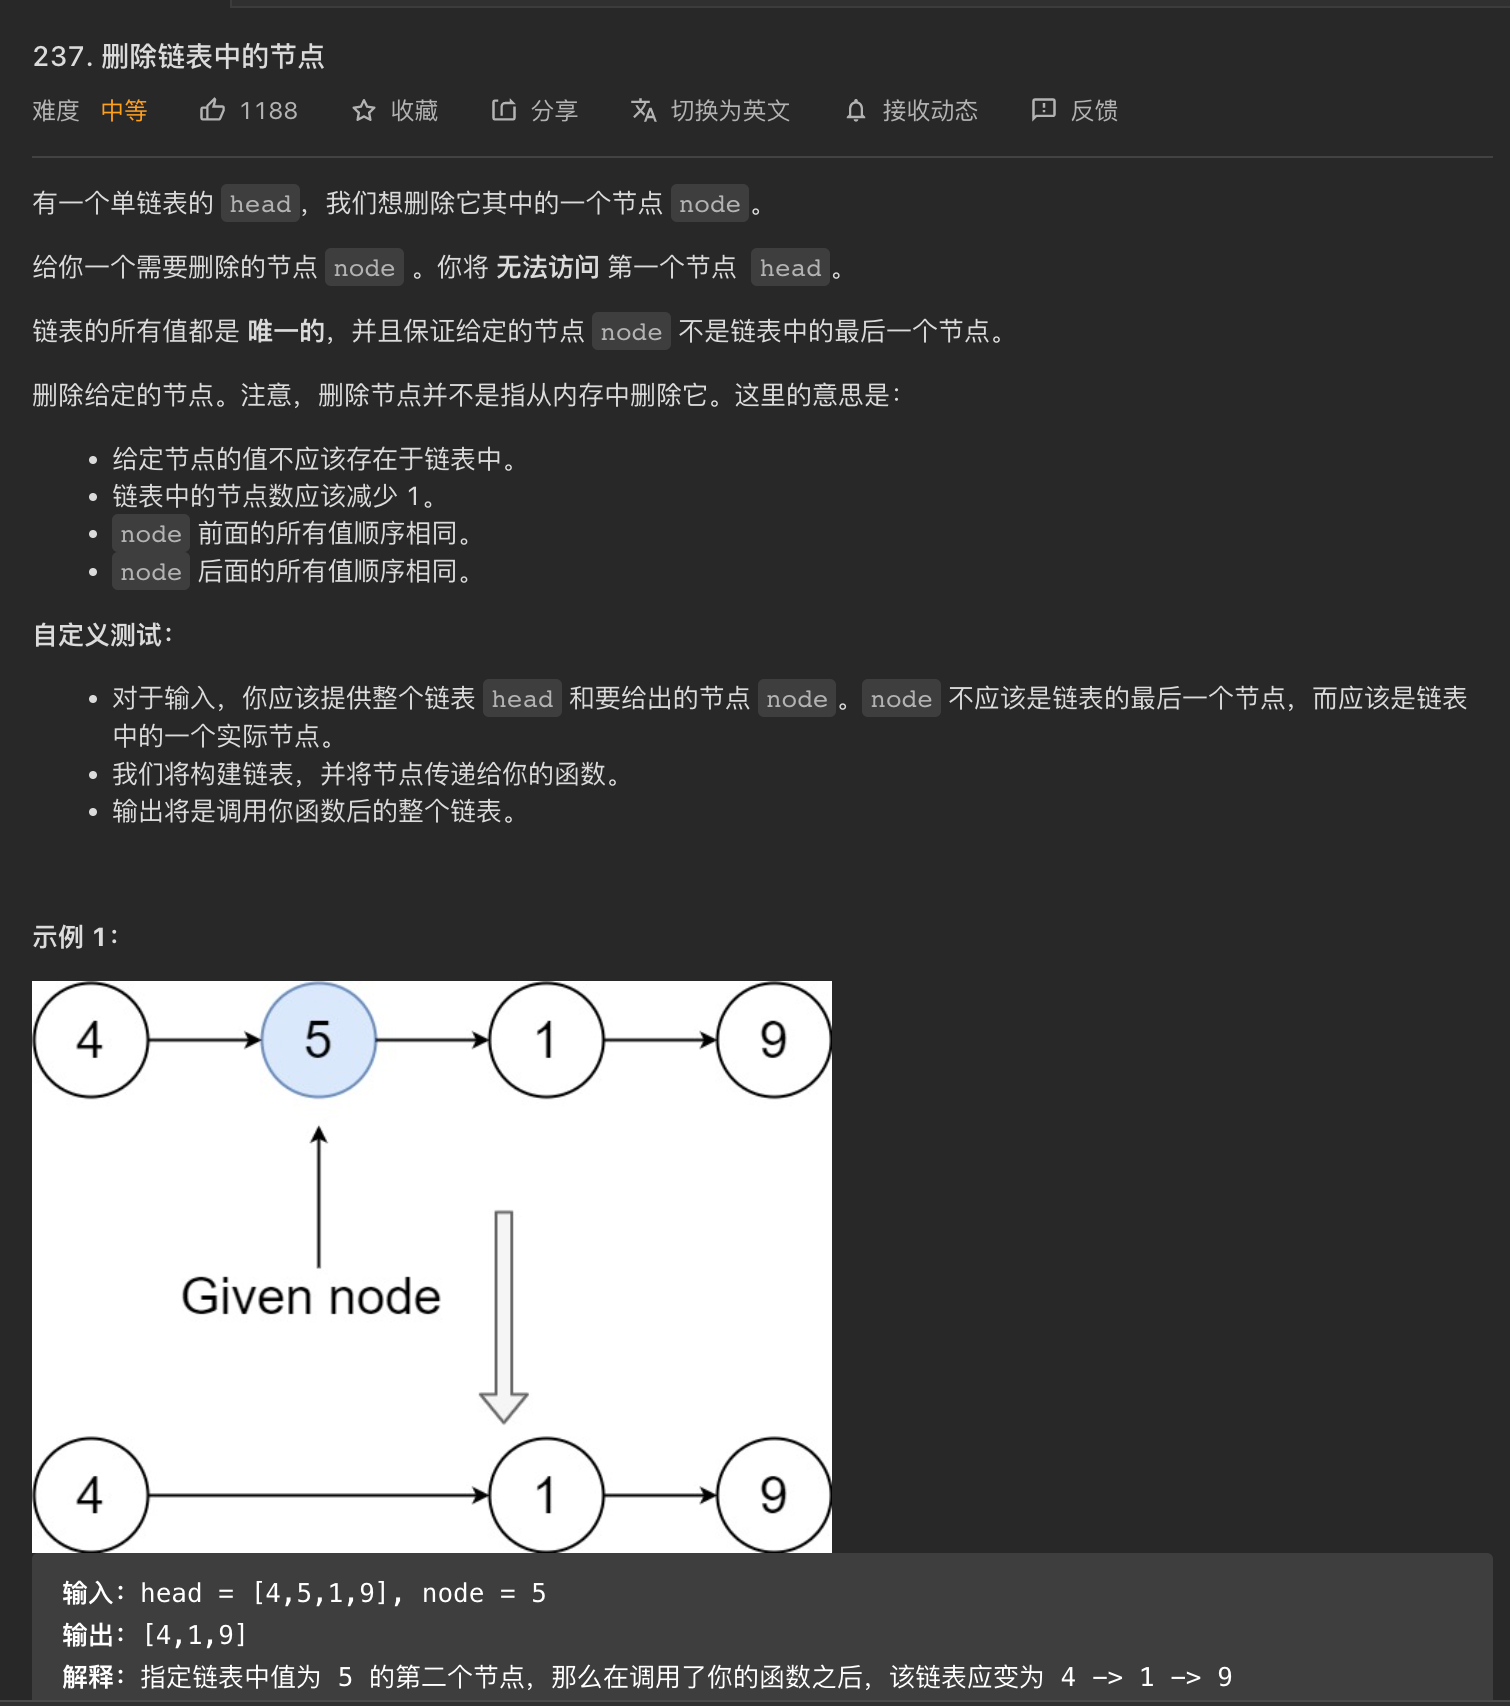 237. 删除链表中的节点
难度 中等 1188 收藏 分享 切换为英文 接收动态 反馈
有一个单链表的 head，我们想删除它其中的一个节点 node。
给你一个需要删除的节点 node 。你将 无法访问 第一个节点 head。
链表的所有值都是 唯一的，并且保证给定的节点 node 不是链表中的最后一个节点。
删除给定的节点。注意，删除节点并不是指从内存中删除它。这里的意思是：
• 给定节点的值不应该存在于链表中。
• 链表中的节点数应该减少 1。
• node 前面的所有值顺序相同。
• node 后面的所有值顺序相同。
自定义测试：
• 对于输入，你应该提供整个链表 head 和要给出的节点 node。node 不应该是链表的最后一个节点，而应该是链表
中的一个实际节点。
• 我们将构建链表，并将节点传递给你的函数。
• 输出将是调用你函数后的整个链表。
示例 1：
4 5 1 9
Given node
4 1 9
输入：head = [4,5,1,9], node = 5
输出：[4,1,9]
解释：指定链表中值为 5 的第二个节点，那么在调用了你的函数之后，该链表应变为 4 -> 1 -> 9